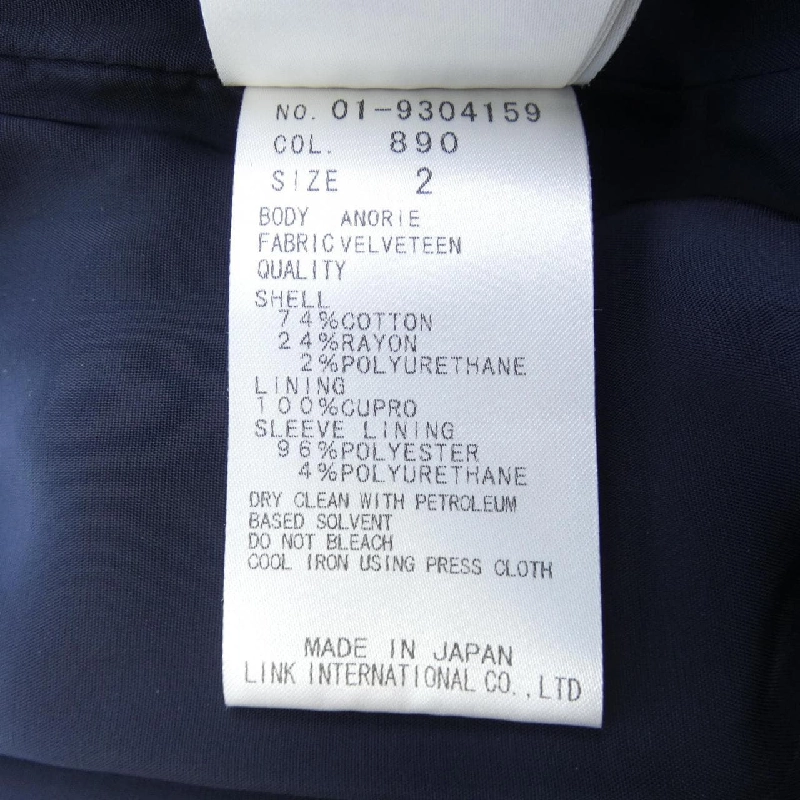 NO. 01-9304159
COL. 890
SIZE 2
BODY ANORIE
FABRIC VELVETEEN
QUALITY
SHELL
74%COTTON
24%RAYON
2%POLYURETHANE
LINING
100%CUPRO
SLEEVE LINING
96%POLYESTER
4%POLYURETHANE
DRY CLEAN WITH PETROLEUM
BASED SOLVENT
DO NOT BLEACH
COOL IRON USING PRESS CLOTH
MADE IN JAPAN
LINK INTERNATIONAL CO.,LTD